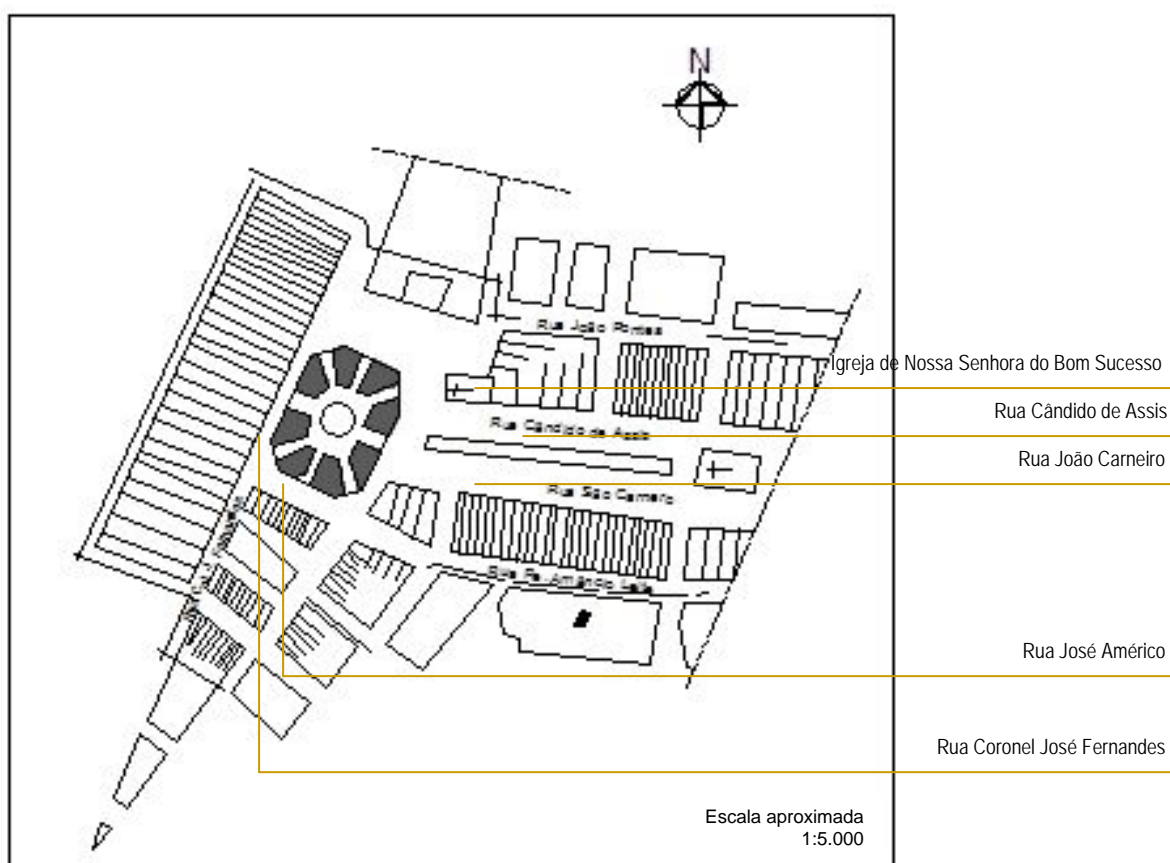 N
Rua João Pontes
Igreja de Nossa Senhora do Bom Sucesso
Rua Cândido de Assis
Rua Cândido de Assis
Rua João Carneiro
Rua São Carneiro
Rua Pe. Amâncio Leite
Rua José Américo
Rua Coronel José Fernandes
Escala aproximada
1:5.000